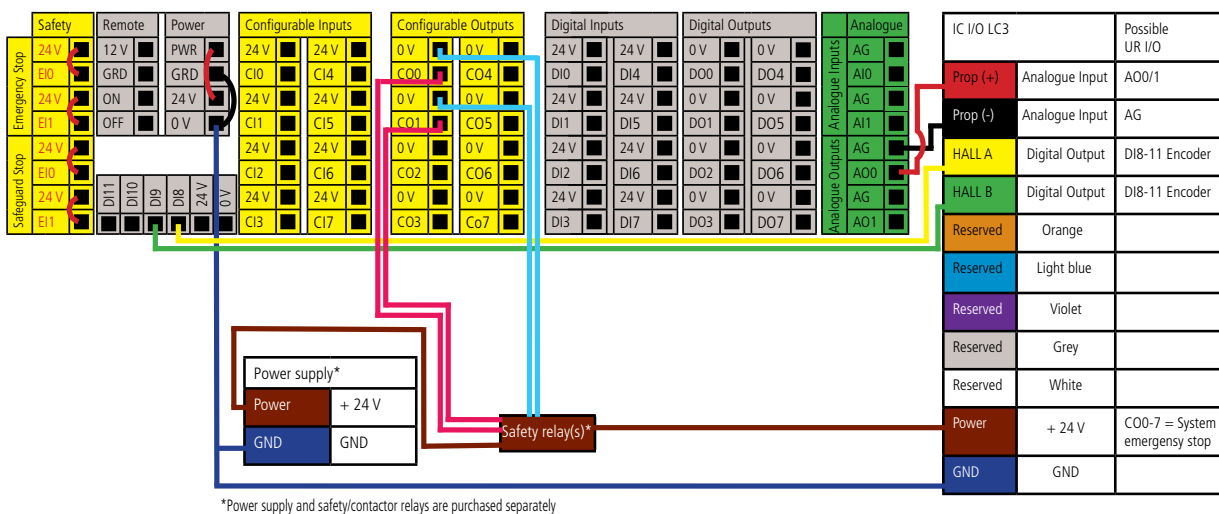 Safety
Emergency Stop
24 V
EI0
24 V
EI1
Safeguard Stop
24 V
EI0
24 V
EI1
Remote
12 V
GRD
ON
OFF
Power
PWR
GRD
24 V
0 V
DI11
DI10
DI9
DI8
24 V
0 V
Configurable Inputs
24 V 24 V
CI0 CI4
24 V 24 V
CI1 CI5
24 V 24 V
CI2 CI6
24 V 24 V
CI3 CI7
Configurable Outputs
0 V 0 V
CO0 CO4
0 V 0 V
CO1 CO5
0 V 0 V
CO2 CO6
0 V 0 V
CO3 Co7
Digital Inputs
24 V 24 V
DI0 DI4
24 V 24 V
DI1 DI5
24 V 24 V
DI2 DI6
24 V 24 V
DI3 DI7
Digital Outputs
0 V 0 V
DO0 DO4
0 V 0 V
DO1 DO5
0 V 0 V
DO2 DO6
0 V 0 V
DO3 DO7
Analogue
Analogue Inputs
AG
AI0
AG
AI1
Analogue Outputs
AG
AO0
AG
AO1
IC I/O LC3 Possible
UR I/O
Prop (+) Analogue Input AO0/1
Prop (-) Analogue Input AG
HALL A Digital Output DI8-11 Encoder
HALL B Digital Output DI8-11 Encoder
Reserved Orange
Reserved Light blue
Reserved Violet
Reserved Grey
Reserved White
Power + 24 V CO0-7 = System
emergensy stop
GND GND
Power supply*
Power + 24 V
GND GND
Safety relay(s)*
*Power supply and safety/contactor relays are purchased separately